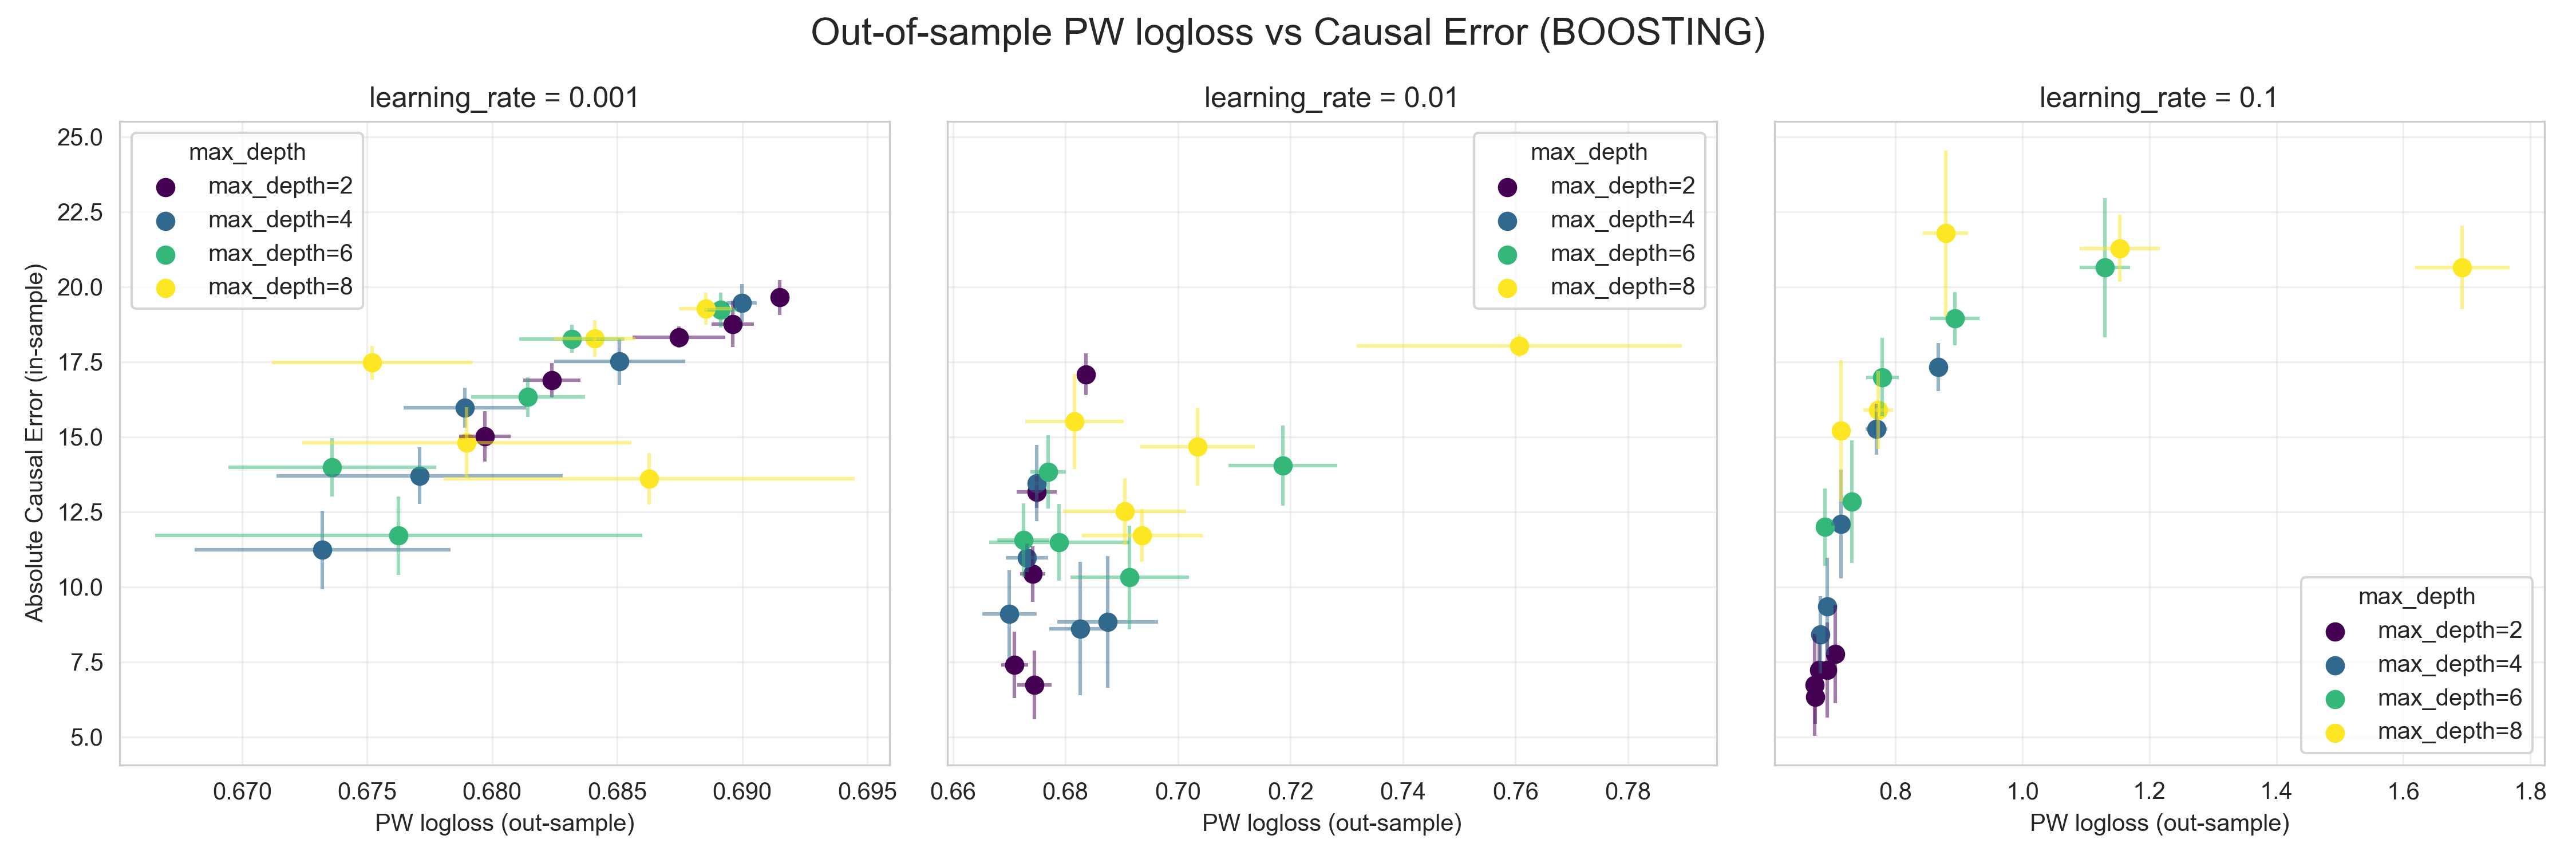 Out-of-sample PW logloss vs Causal Error (BOOSTING)
learning_rate = 0.001
learning_rate = 0.01
learning_rate = 0.1
Absolute Causal Error (in-sample)
25.0
22.5
20.0
17.5
15.0
12.5
10.0
7.5
5.0
max_depth
max_depth=2
max_depth=4
max_depth=6
max_depth=8
max_depth
max_depth=2
max_depth=4
max_depth=6
max_depth=8
max_depth
max_depth=2
max_depth=4
max_depth=6
max_depth=8
0.670 0.675 0.680 0.685 0.690 0.695
PW logloss (out-sample)
0.66 0.68 0.70 0.72 0.74 0.76 0.78
PW logloss (out-sample)
0.8 1.0 1.2 1.4 1.6 1.8
PW logloss (out-sample)